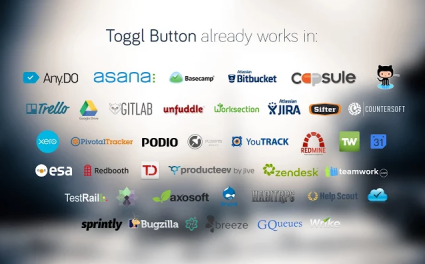 Toggl Button already works in:
Any.DO asana: Basecamp Atlassian Bitbucket capsule
Trello Google Drive GITLAB unfuddle Worksection Atlassian JIRA Sifter COUNTERSOFT
xero PivotalTracker PODIO YouTRACK REDMINE TW 31
esa Redbooth TD producteev by jive zendesk teamwork
TestRail axosoft Help Scout
sprintly Bugzilla breeze GQueues Wrike